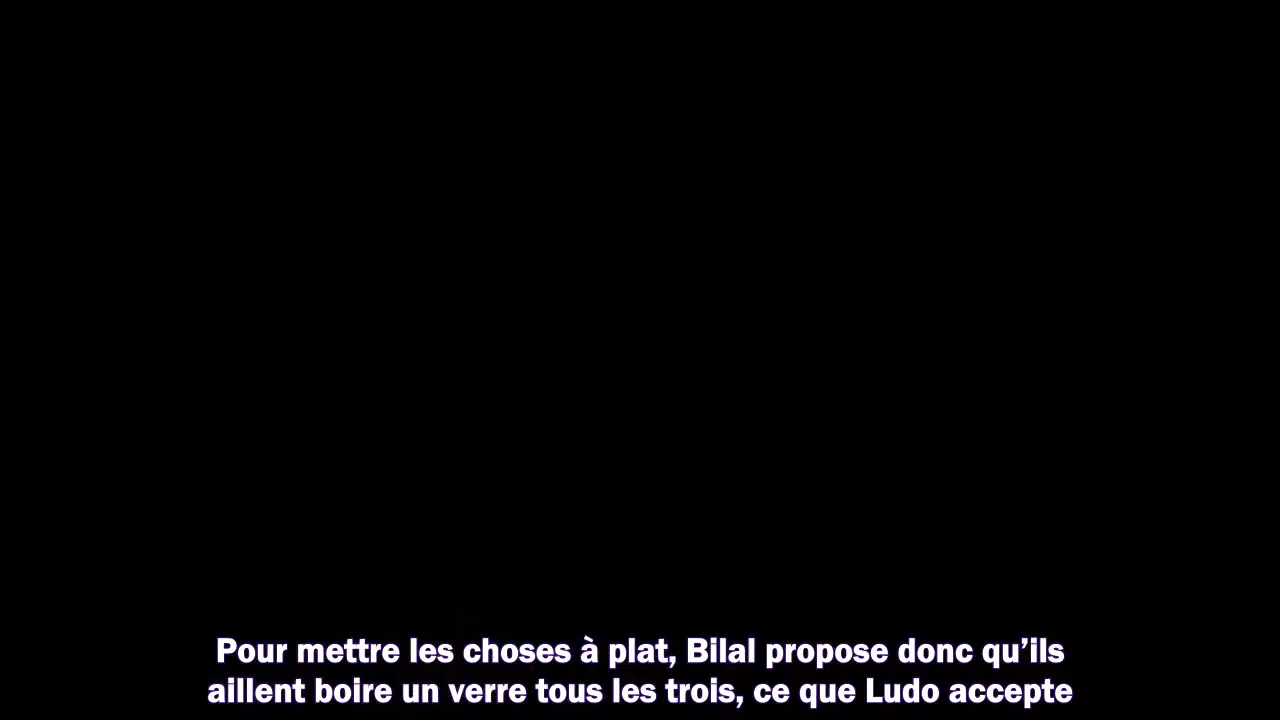 Pour mettre les choses à plat, Bilal propose donc qu’ils
aillent boire un verre tous les trois, ce que Ludo accepte